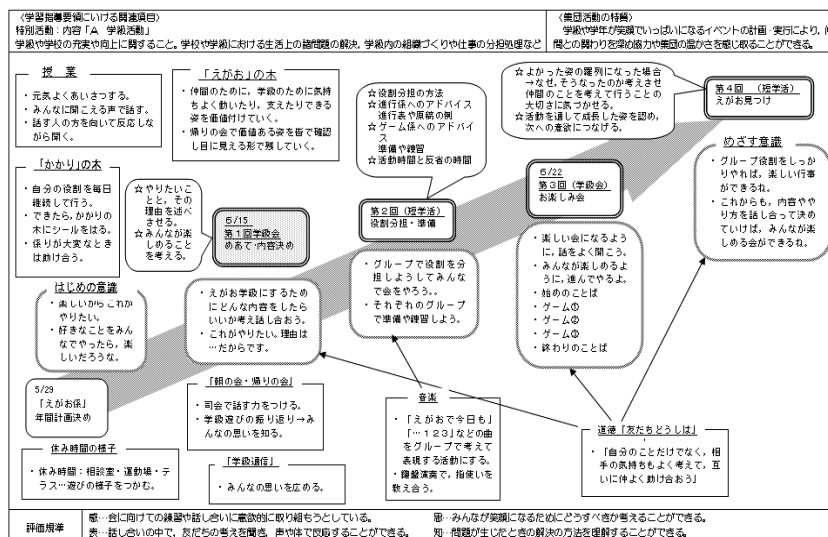 〈学習指導要領にいける関連項目〉
特別活動：内容「A　学級活動」
学級や学校の充実や向上に関すること。学校や学級における生活上の諸問題の解決。学級内の組織づくりや仕事の分担処理など
〈集団活動の特質〉
学級や学年が笑顔でいっぱいになるイベントの計画・実行により、仲
間との関わりを深め協力や集団の温かさを感じ取ることができる。
授　業
・元気よくあいさつする。
・みんなに聞こえる声で話す。
・話す人の方を向いて反応しな
がら聞く。
「えがお」の木
・仲間のために，学級のために気持
ちよく動いたり，支えたりできる
姿を価値付けていく。
・帰りの会で価値ある姿を皆で確認
し目に見える形で残していく。
☆役割分担の方法
☆進行係へのアドバイス
進行表や原稿の例
☆ゲーム係へのアドバ
イス
準備や練習
☆活動時間と反省の時間
☆よかった姿の羅列になった場合
→なぜ，そうなったのか考えさせ
仲間のことを考えて行うことの
大切さに気づかせる。
☆活動を通して成長した姿を認め，
次への意欲につなげる。
第４回　（短学活）
えがお見つけ
「かかり」の木
・自分の役割を毎日
継続して行う。
・できたら，かかりの
木にシールをはる。
・係りが大変なときは
は助け合う。
☆やりたい
ことと，その
理由を述べ
させる。
☆みんなが楽
しめること
を考える。
6/15
第１回学級会
めあて・内容決め
第２回　（短学活）
役割分担・準備
6/22
第３回（学級会）
お楽しみ会
めざす意識
・グループ役割をしっか
りやれば，楽しい行事
ができるね。
・これからも，内容や
やり方を話し合って決
めていけば，みんなが楽
しめる会ができるね。
はじめの意識
・楽しいからこれが
やりたい。
・好きなことをみん
なでやったら，楽
しいだろうな。
・えがお学級にするため
にどんな内容をしたら
いいか考え話し合おう。
・これがやりたい。理由は
…だからです。
・グループで役割を分
担しようしてみんな
で会をやろう。。
・それぞれのグループ
で準備や練習しよう。
・楽しい会になるよう
に，話をよく聞こう。
・みんなが楽しめるよう
に，進んでやるよ。
・始めのことば
・ゲーム①
・ゲーム②
・ゲーム③
・終わりのことば
5/29
「えがお係」
年間計画決め
「朝の会・帰りの会」
・司会で話す力をつける。
・学級遊びの振り返り→み
んなの思いを知る。
音楽
・「えがおで今日も」
「…１２３」などの曲
をグループで考えて
表現する活動にする。
・鍵盤演奏で，指使いを
教え合う。
道徳「友だちどうしは」
・「自分のことだけでなく，相
手の気持ちもよく考えて，互
いに仲よく助け合おう」
休み時間の様子
・休み時間：相談室・運動場・テ
ラス…遊びの様子をつかむ。
「学級通信」
・みんなの思いを広める。
評価規準
感…会に向けての練習や話し合いに意欲的に取り組もうとしている。
思…みんなが笑顔になるためにどうすべきか考えることができる。
表…話し合いの中で，友だちの考えを聞き，声や体で反応することができる。
知…問題が生じたときの解決の方法を理解することができる。